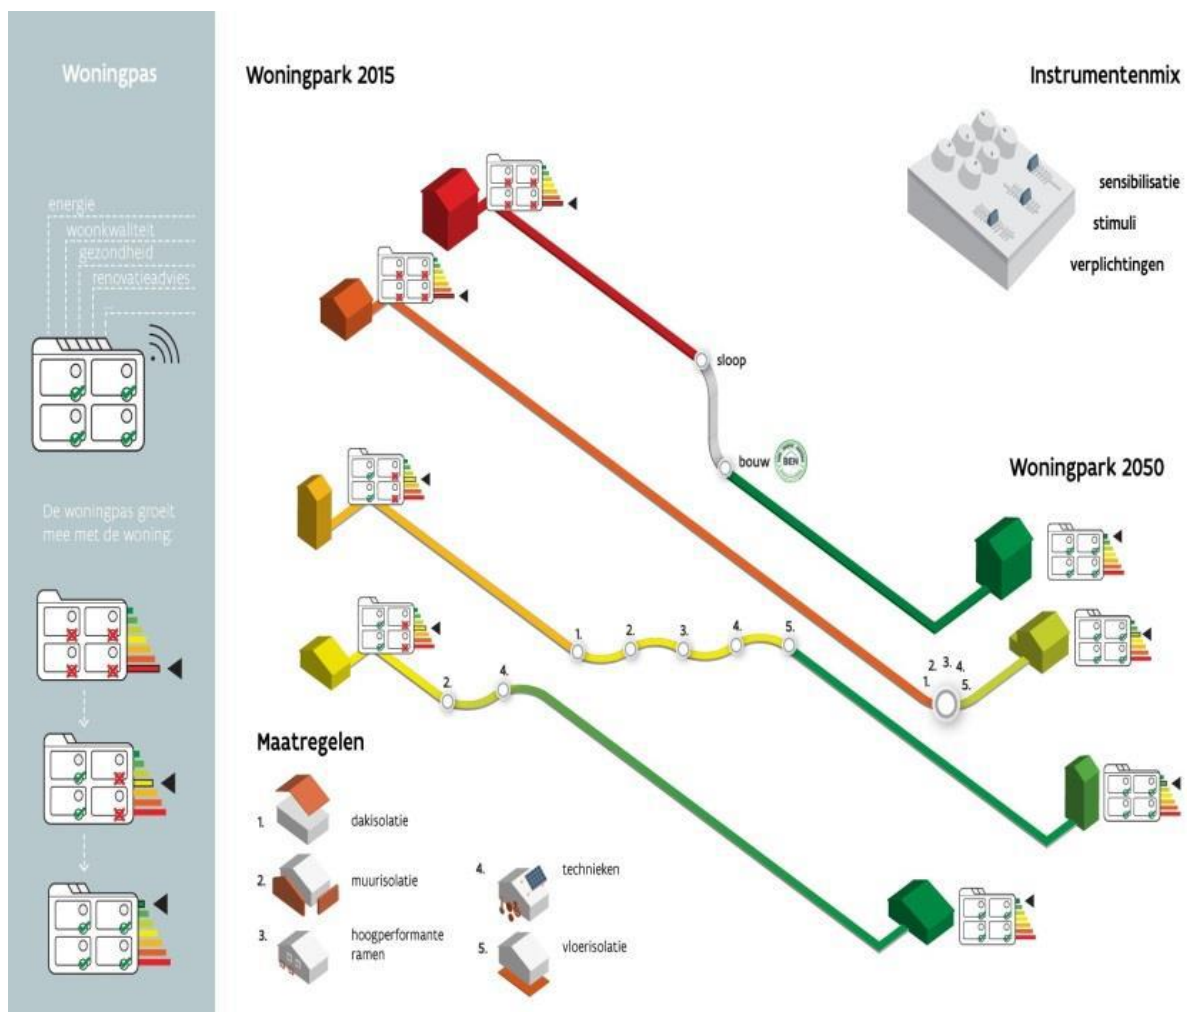 Woningpas
energie
woonkwaliteit
gezondheid
renovatieadvies
...
De woningpas groeit
mee met de woning:
Woningpark 2015
Instrumentenmix
sensibilisatie
stimuli
verplichtingen
sloop
bouw
BEN
Woningpark 2050
1.
2.
3.
4.
5.
2.
4.
2. 3. 4.
1. 5.
Maatregelen
1. dakisolatie
2. muurisolatie
3. hoogperformante
ramen
4. technieken
5. vloerisolatie